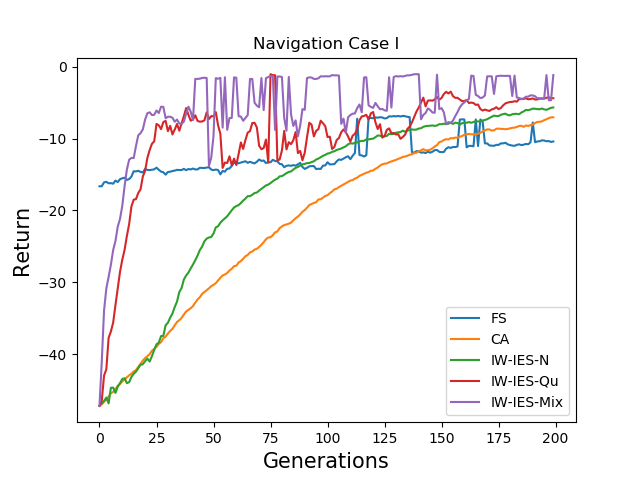 Navigation Case I
Return
0
−10
−20
−30
−40
0 25 50 75 100 125 150 175 200
Generations
FS
CA
IW-IES-N
IW-IES-Qu
IW-IES-Mix